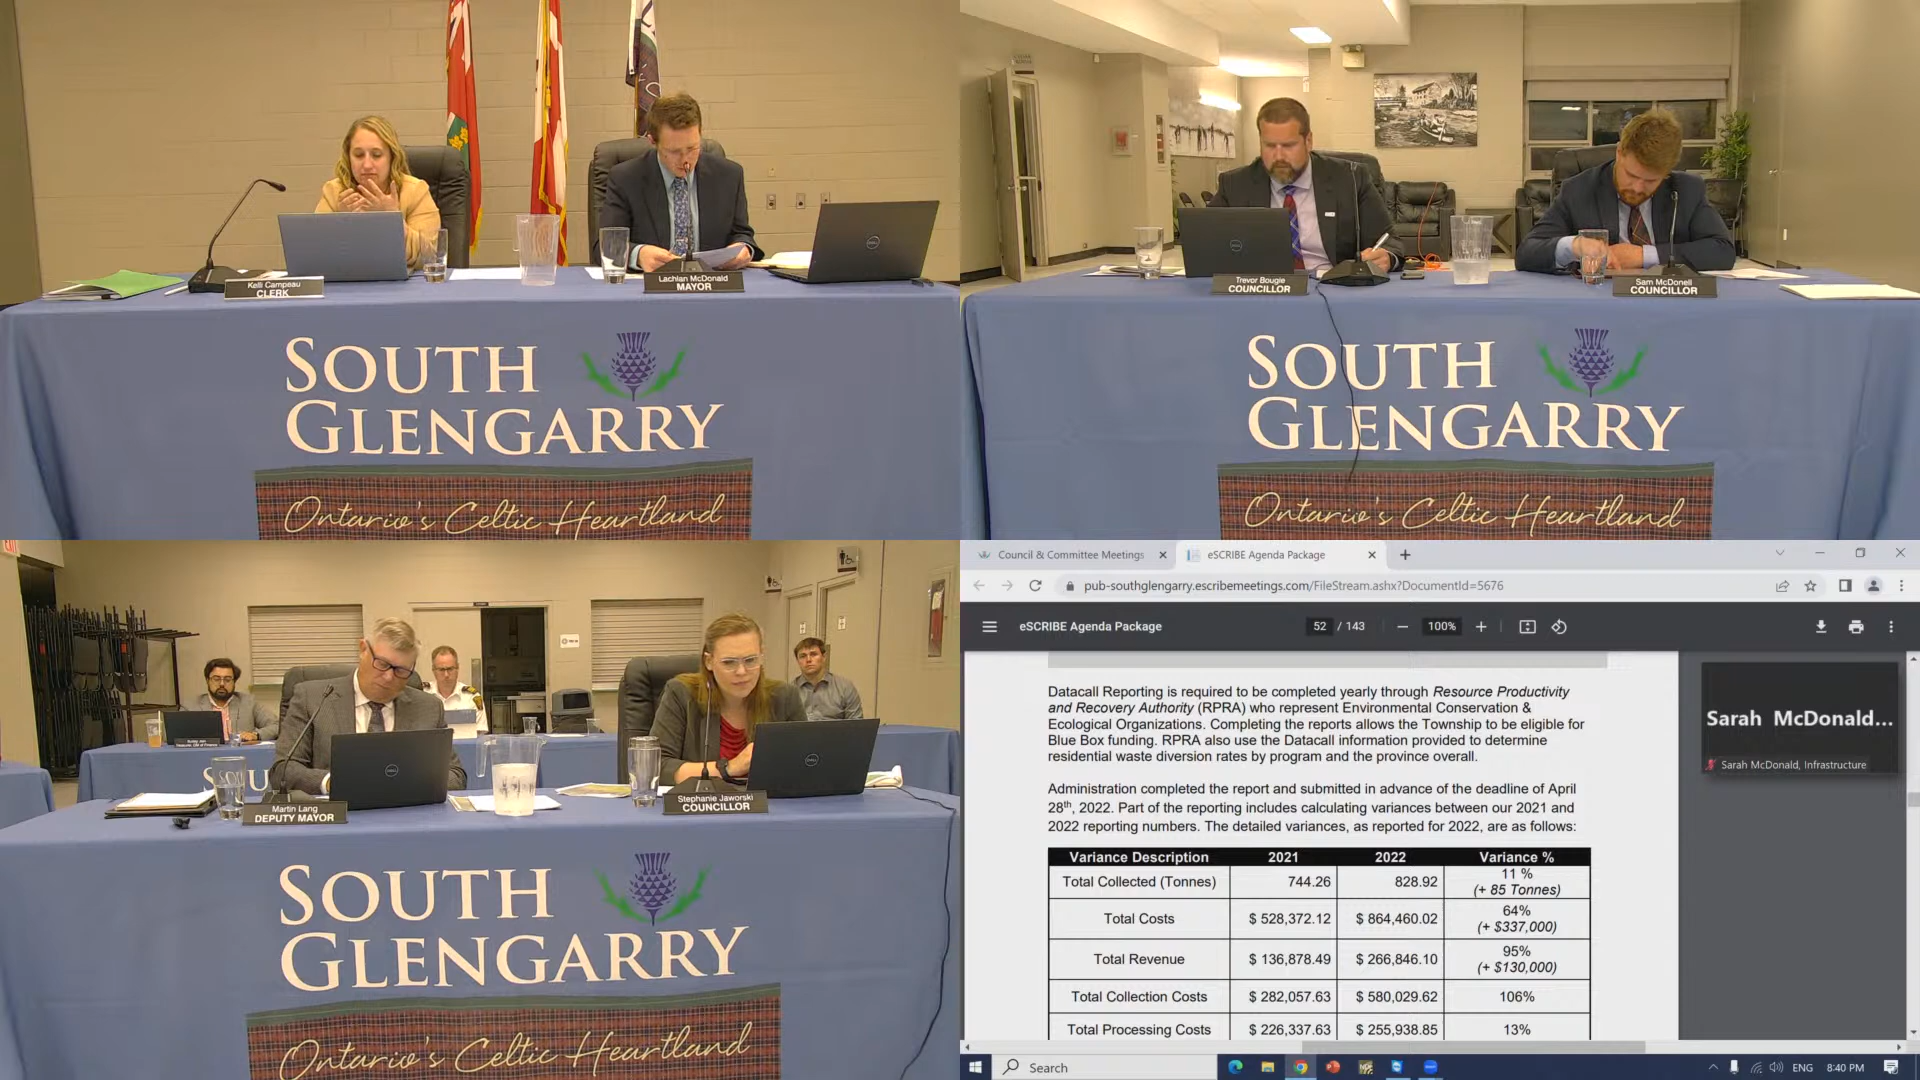 Kelli Campeau
CLERK
Lachlan McDonald
MAYOR
SOUTH
GLENGARRY
Ontario's Celtic Heartland
Trevor Bougie
COUNCILLOR
Sam McDonell
COUNCILLOR
SOUTH
GLENGARRY
Ontario's Celtic Heartland
EXIT
DELL
Martin Lang
DEPUTY MAYOR
Stephanie Jaworski
COUNCILLOR
SOU
SOUTH
GLENGARRY
Ontario's Celtic Heartland
Council & Committee Meetings
eSCRIBE Agenda Package
pub-southglengarry.escribemeetings.com/FileStream.ashx?DocumentId=5676
eSCRIBE Agenda Package
52 / 143
100%
Datacall Reporting is required to be completed yearly through Resource Productivity
and Recovery Authority (RPRA) who represent Environmental Conservation &
Ecological Organizations. Completing the reports allows the Township to be eligible for
Blue Box funding. RPRA also use the Datacall information provided to determine
residential waste diversion rates by program and the province overall.
Administration completed the report and submitted in advance of the deadline of April
28th, 2022. Part of the reporting includes calculating variances between our 2021 and
2022 reporting numbers. The detailed variances, as reported for 2022, are as follows:
Variance Description 2021 2022 Variance %
Total Collected (Tonnes) 744.26 828.92 11 %
(+ 85 Tonnes)
Total Costs $ 528,372.12 $ 864,460.02 64%
(+ $337,000)
Total Revenue $ 136,878.49 $ 266,846.10 95%
(+ $130,000)
Total Collection Costs $ 282,057.63 $ 580,029.62 106%
Total Processing Costs $ 226,337.63 $ 255,938.85 13%
Sarah McDonald...
Sarah McDonald, Infrastructure
Search
ENG
8:40 PM